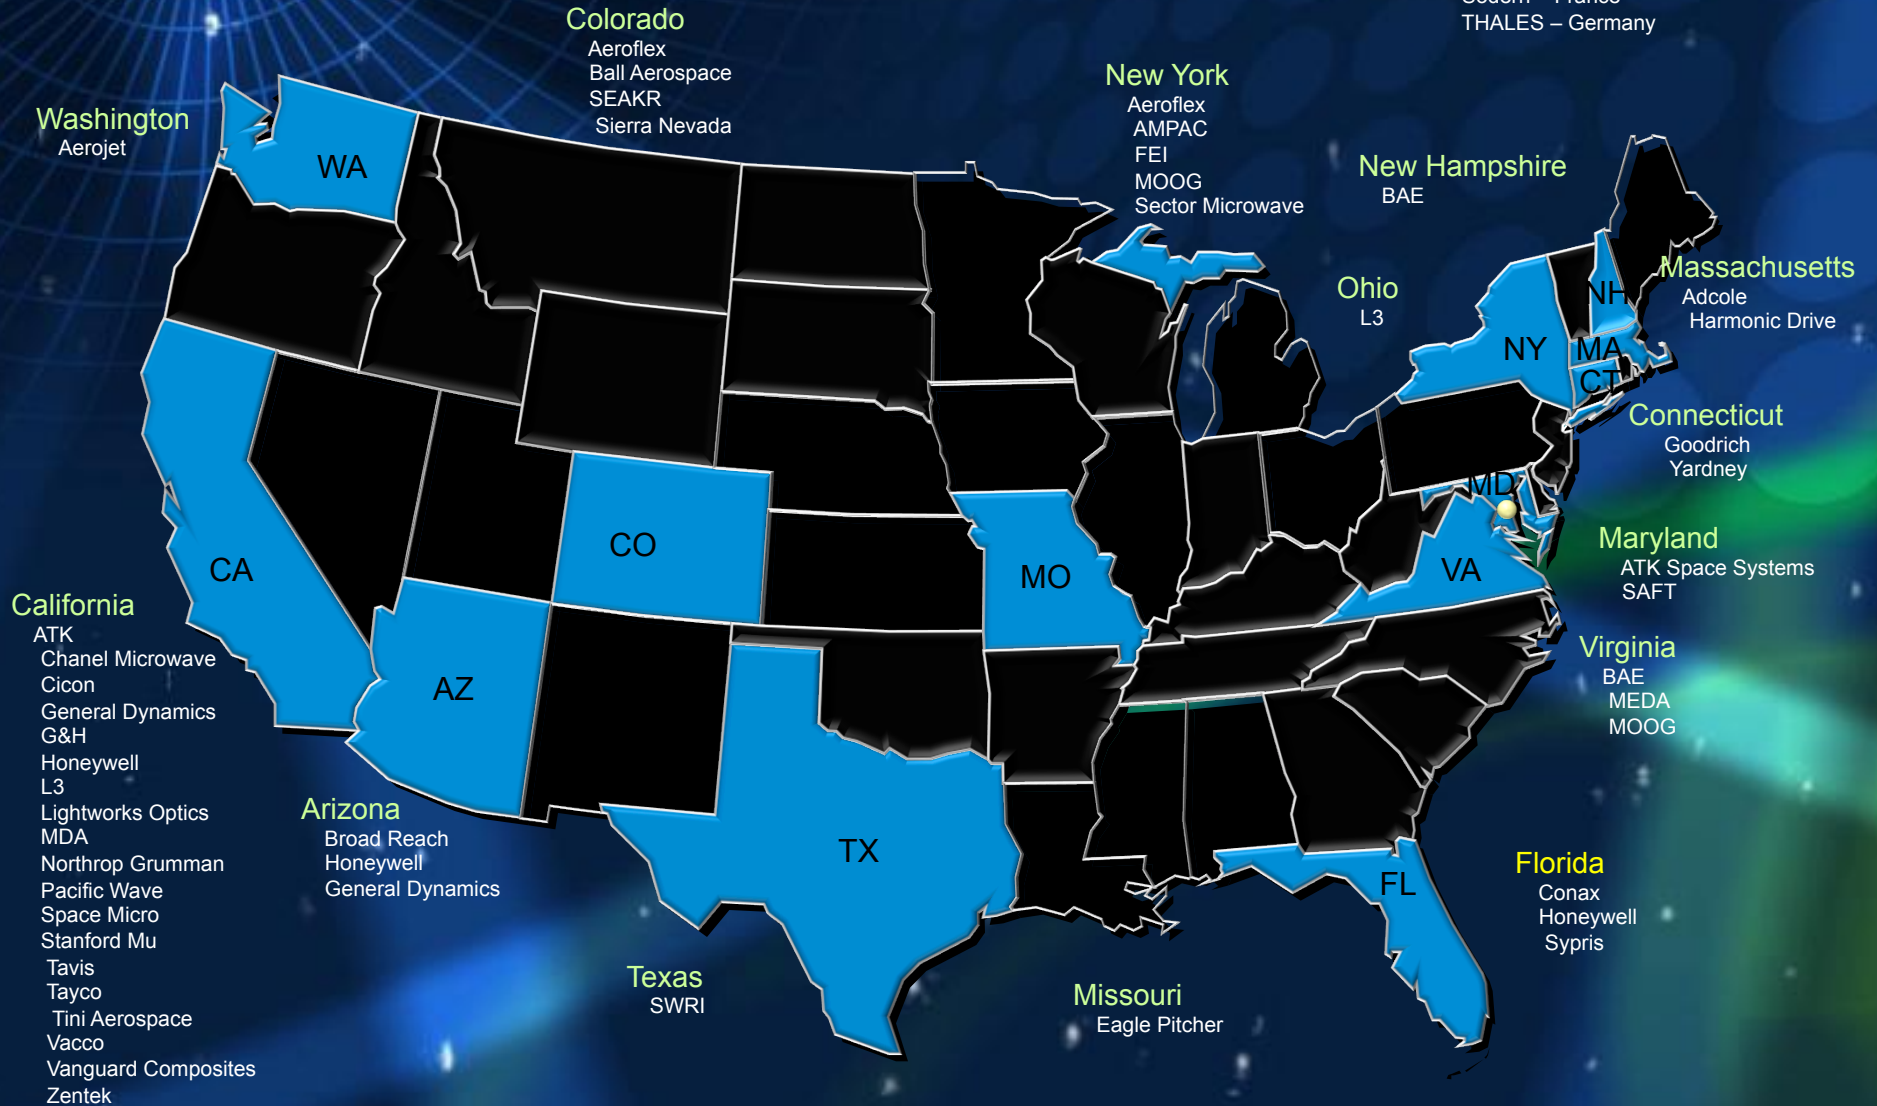 THALES – Germany
Colorado
Aeroflex
Ball Aerospace
SEAKR
Sierra Nevada
New York
Aeroflex
AMPAC
FEI
MOOG
Sector Microwave
Washington
Aerojet
New Hampshire
BAE
Ohio
L3
Massachusetts
Adcole
Harmonic Drive
Connecticut
Goodrich
Yardney
Maryland
ATK Space Systems
SAFT
Virginia
BAE
MEDA
MOOG
California
ATK
Chanel Microwave
Cicon
General Dynamics
G&H
Honeywell
L3
Lightworks Optics
MDA
Northrop Grumman
Pacific Wave
Space Micro
Stanford Mu
Tavis
Tayco
Tini Aerospace
Vacco
Vanguard Composites
Zentek
Arizona
Broad Reach
Honeywell
General Dynamics
Texas
SWRI
Missouri
Eagle Pitcher
Florida
Conax
Honeywell
Sypris
WA
CA
AZ
CO
TX
MO
FL
VA
MD
NY
NH
MA
CT